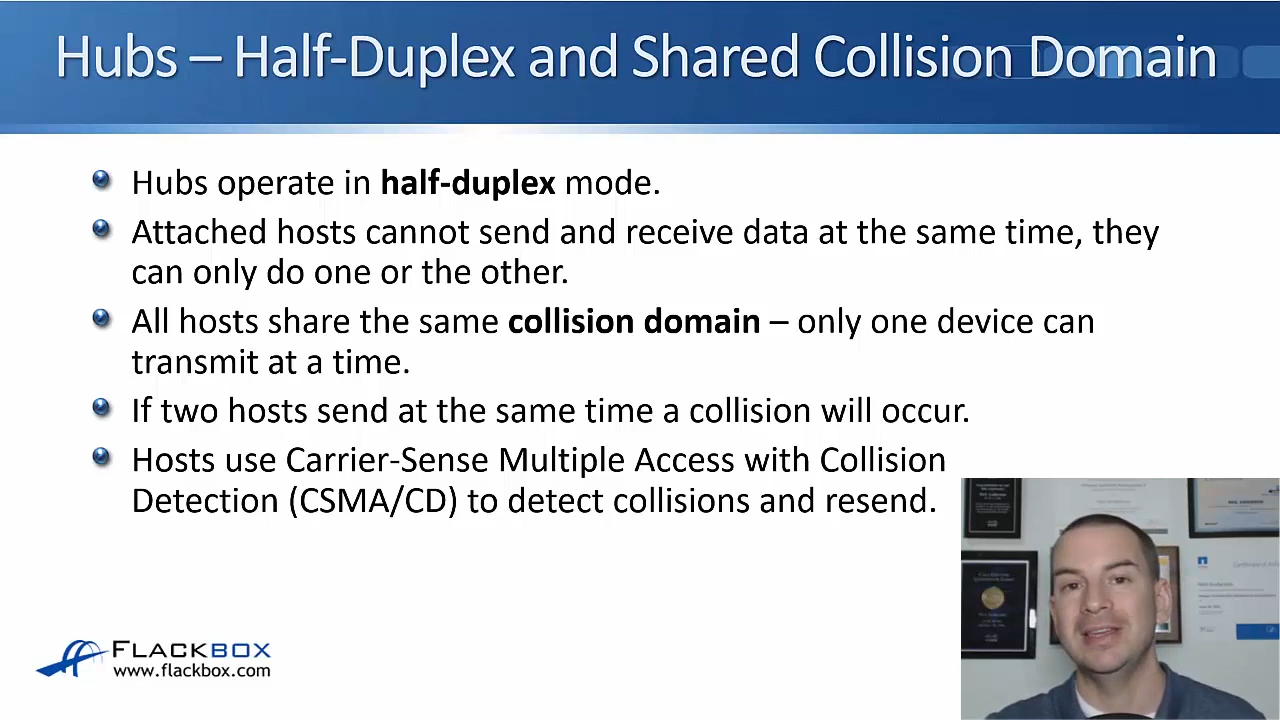 Hubs – Half-Duplex and Shared Collision Domain
Hubs operate in half-duplex mode.
Attached hosts cannot send and receive data at the same time, they
can only do one or the other.
All hosts share the same collision domain – only one device can
transmit at a time.
If two hosts send at the same time a collision will occur.
Hosts use Carrier-Sense Multiple Access with Collision
Detection (CSMA/CD) to detect collisions and resend.
FLACKBOX
www.flackbox.com